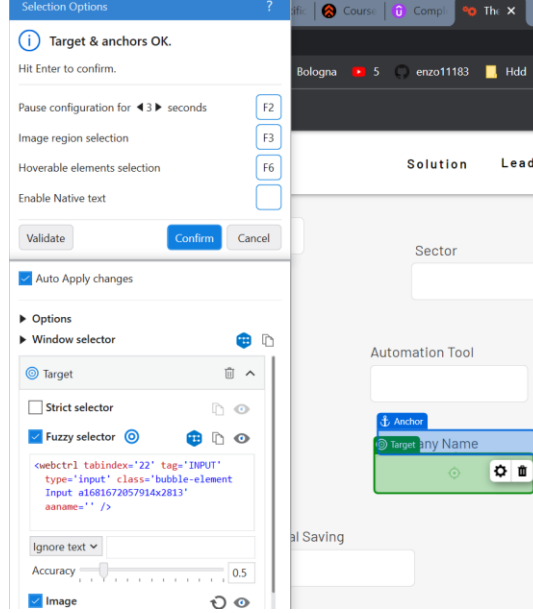 Selection Options ?
Target & anchors OK.
Hit Enter to confirm.
Pause configuration for 3 seconds F2
Image region selection F3
Hoverable elements selection F6
Enable Native text
Validate Confirm Cancel
Auto Apply changes
Options
Window selector
Target
Strict selector
Fuzzy selector
<webctrl tabindex='22' tag='INPUT'
type='input' class='bubble-element
Input a1681672057914x2813'
aaname='' />
Ignore text
Accuracy 0.5
Image
Course Compl The X
Bologna 5 enzo11183 Hdd
Solution Lead
Sector
Automation Tool
Anchor
Target any Name
al Saving